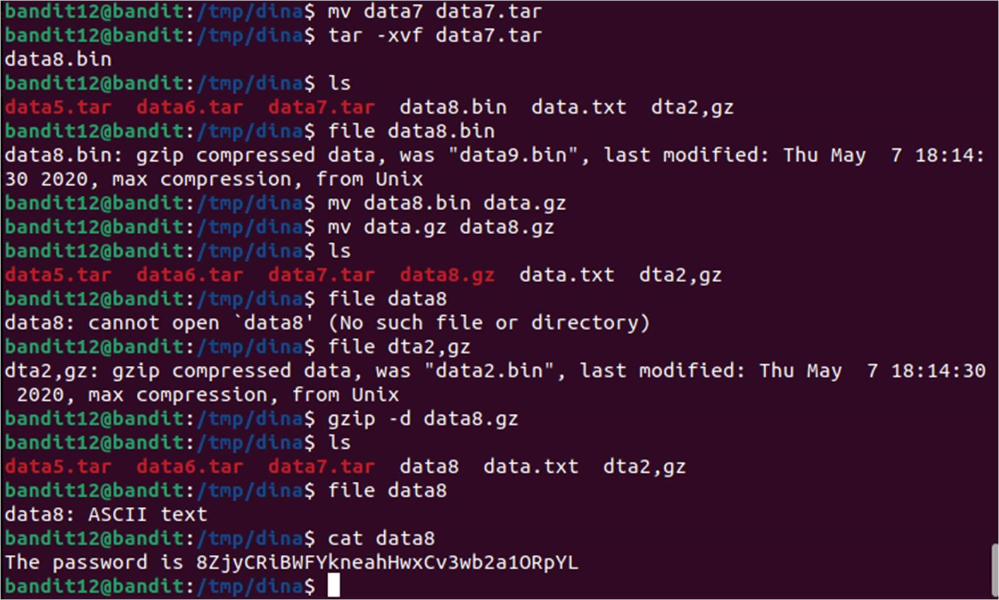 bandit12@bandit:/tmp/dina$ mv data7 data7.tar
bandit12@bandit:/tmp/dina$ tar -xvf data7.tar
data8.bin
bandit12@bandit:/tmp/dina$ ls
data5.tar  data6.tar  data7.tar  data8.bin  data.txt  dta2,gz
bandit12@bandit:/tmp/dina$ file data8.bin
data8.bin: gzip compressed data, was "data9.bin", last modified: Thu May  7 18:14:
30 2020, max compression, from Unix
bandit12@bandit:/tmp/dina$ mv data8.bin data.gz
bandit12@bandit:/tmp/dina$ mv data.gz data8.gz
bandit12@bandit:/tmp/dina$ ls
data5.tar  data6.tar  data7.tar  data8.gz  data.txt  dta2,gz
bandit12@bandit:/tmp/dina$ file data8
data8: cannot open `data8' (No such file or directory)
bandit12@bandit:/tmp/dina$ file dta2,gz
dta2,gz: gzip compressed data, was "data2.bin", last modified: Thu May  7 18:14:30
 2020, max compression, from Unix
bandit12@bandit:/tmp/dina$ gzip -d data8.gz
bandit12@bandit:/tmp/dina$ ls
data5.tar  data6.tar  data7.tar  data8  data.txt  dta2,gz
bandit12@bandit:/tmp/dina$ file data8
data8: ASCII text
bandit12@bandit:/tmp/dina$ cat data8
The password is 8ZjyCRiBWFYkneahHwxCv3wb2a1ORpYL
bandit12@bandit:/tmp/dina$